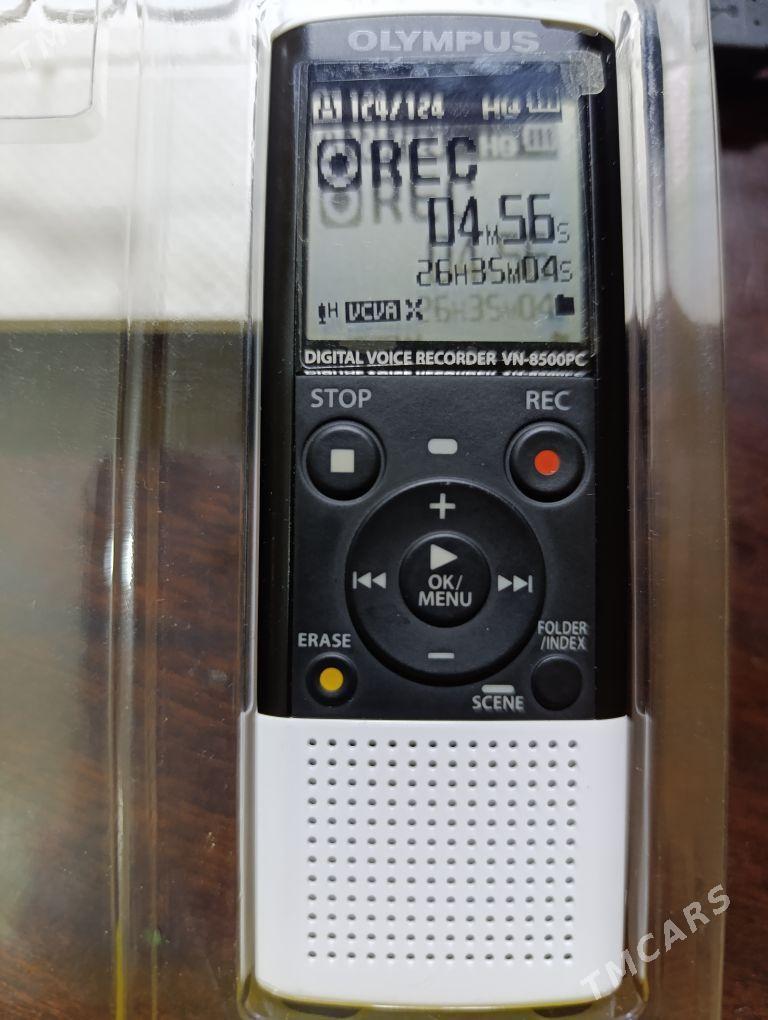 OLYMPUS
A 124/124 HQ
REC
04M56S
26H35M04S
H VCVA
DIGITAL VOICE RECORDER VN-8500PC
STOP
REC
+
OK/
MENU
ERASE
FOLDER
/INDEX
−
SCENE
TMCARS